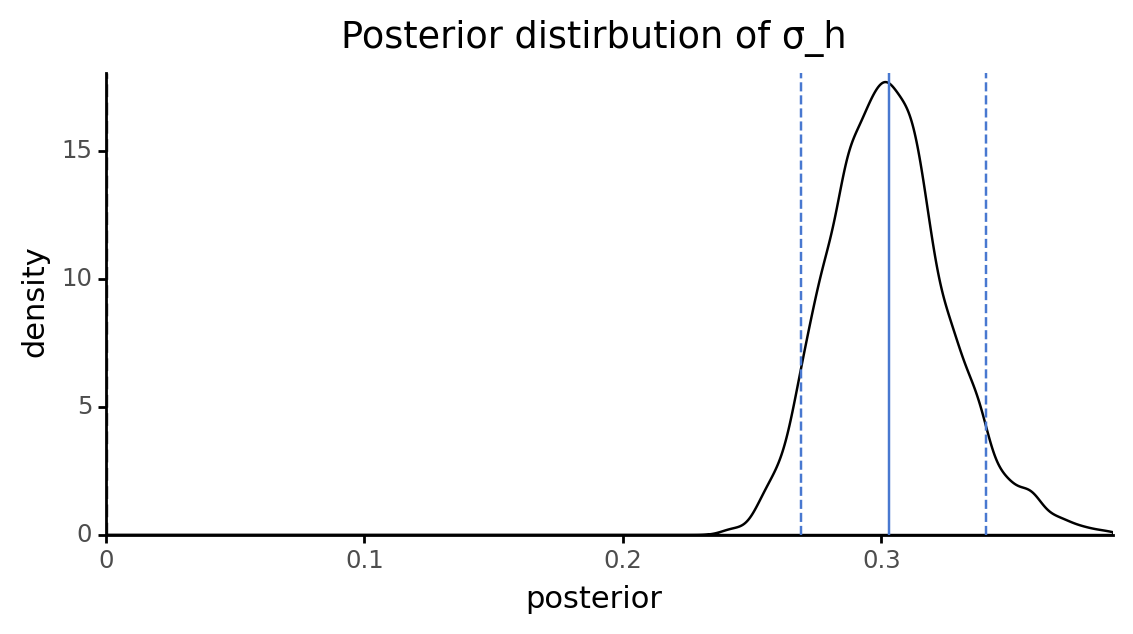 Posterior distirbution of σ_h
15
10
5
0
density
0
0.1
0.2
0.3
posterior